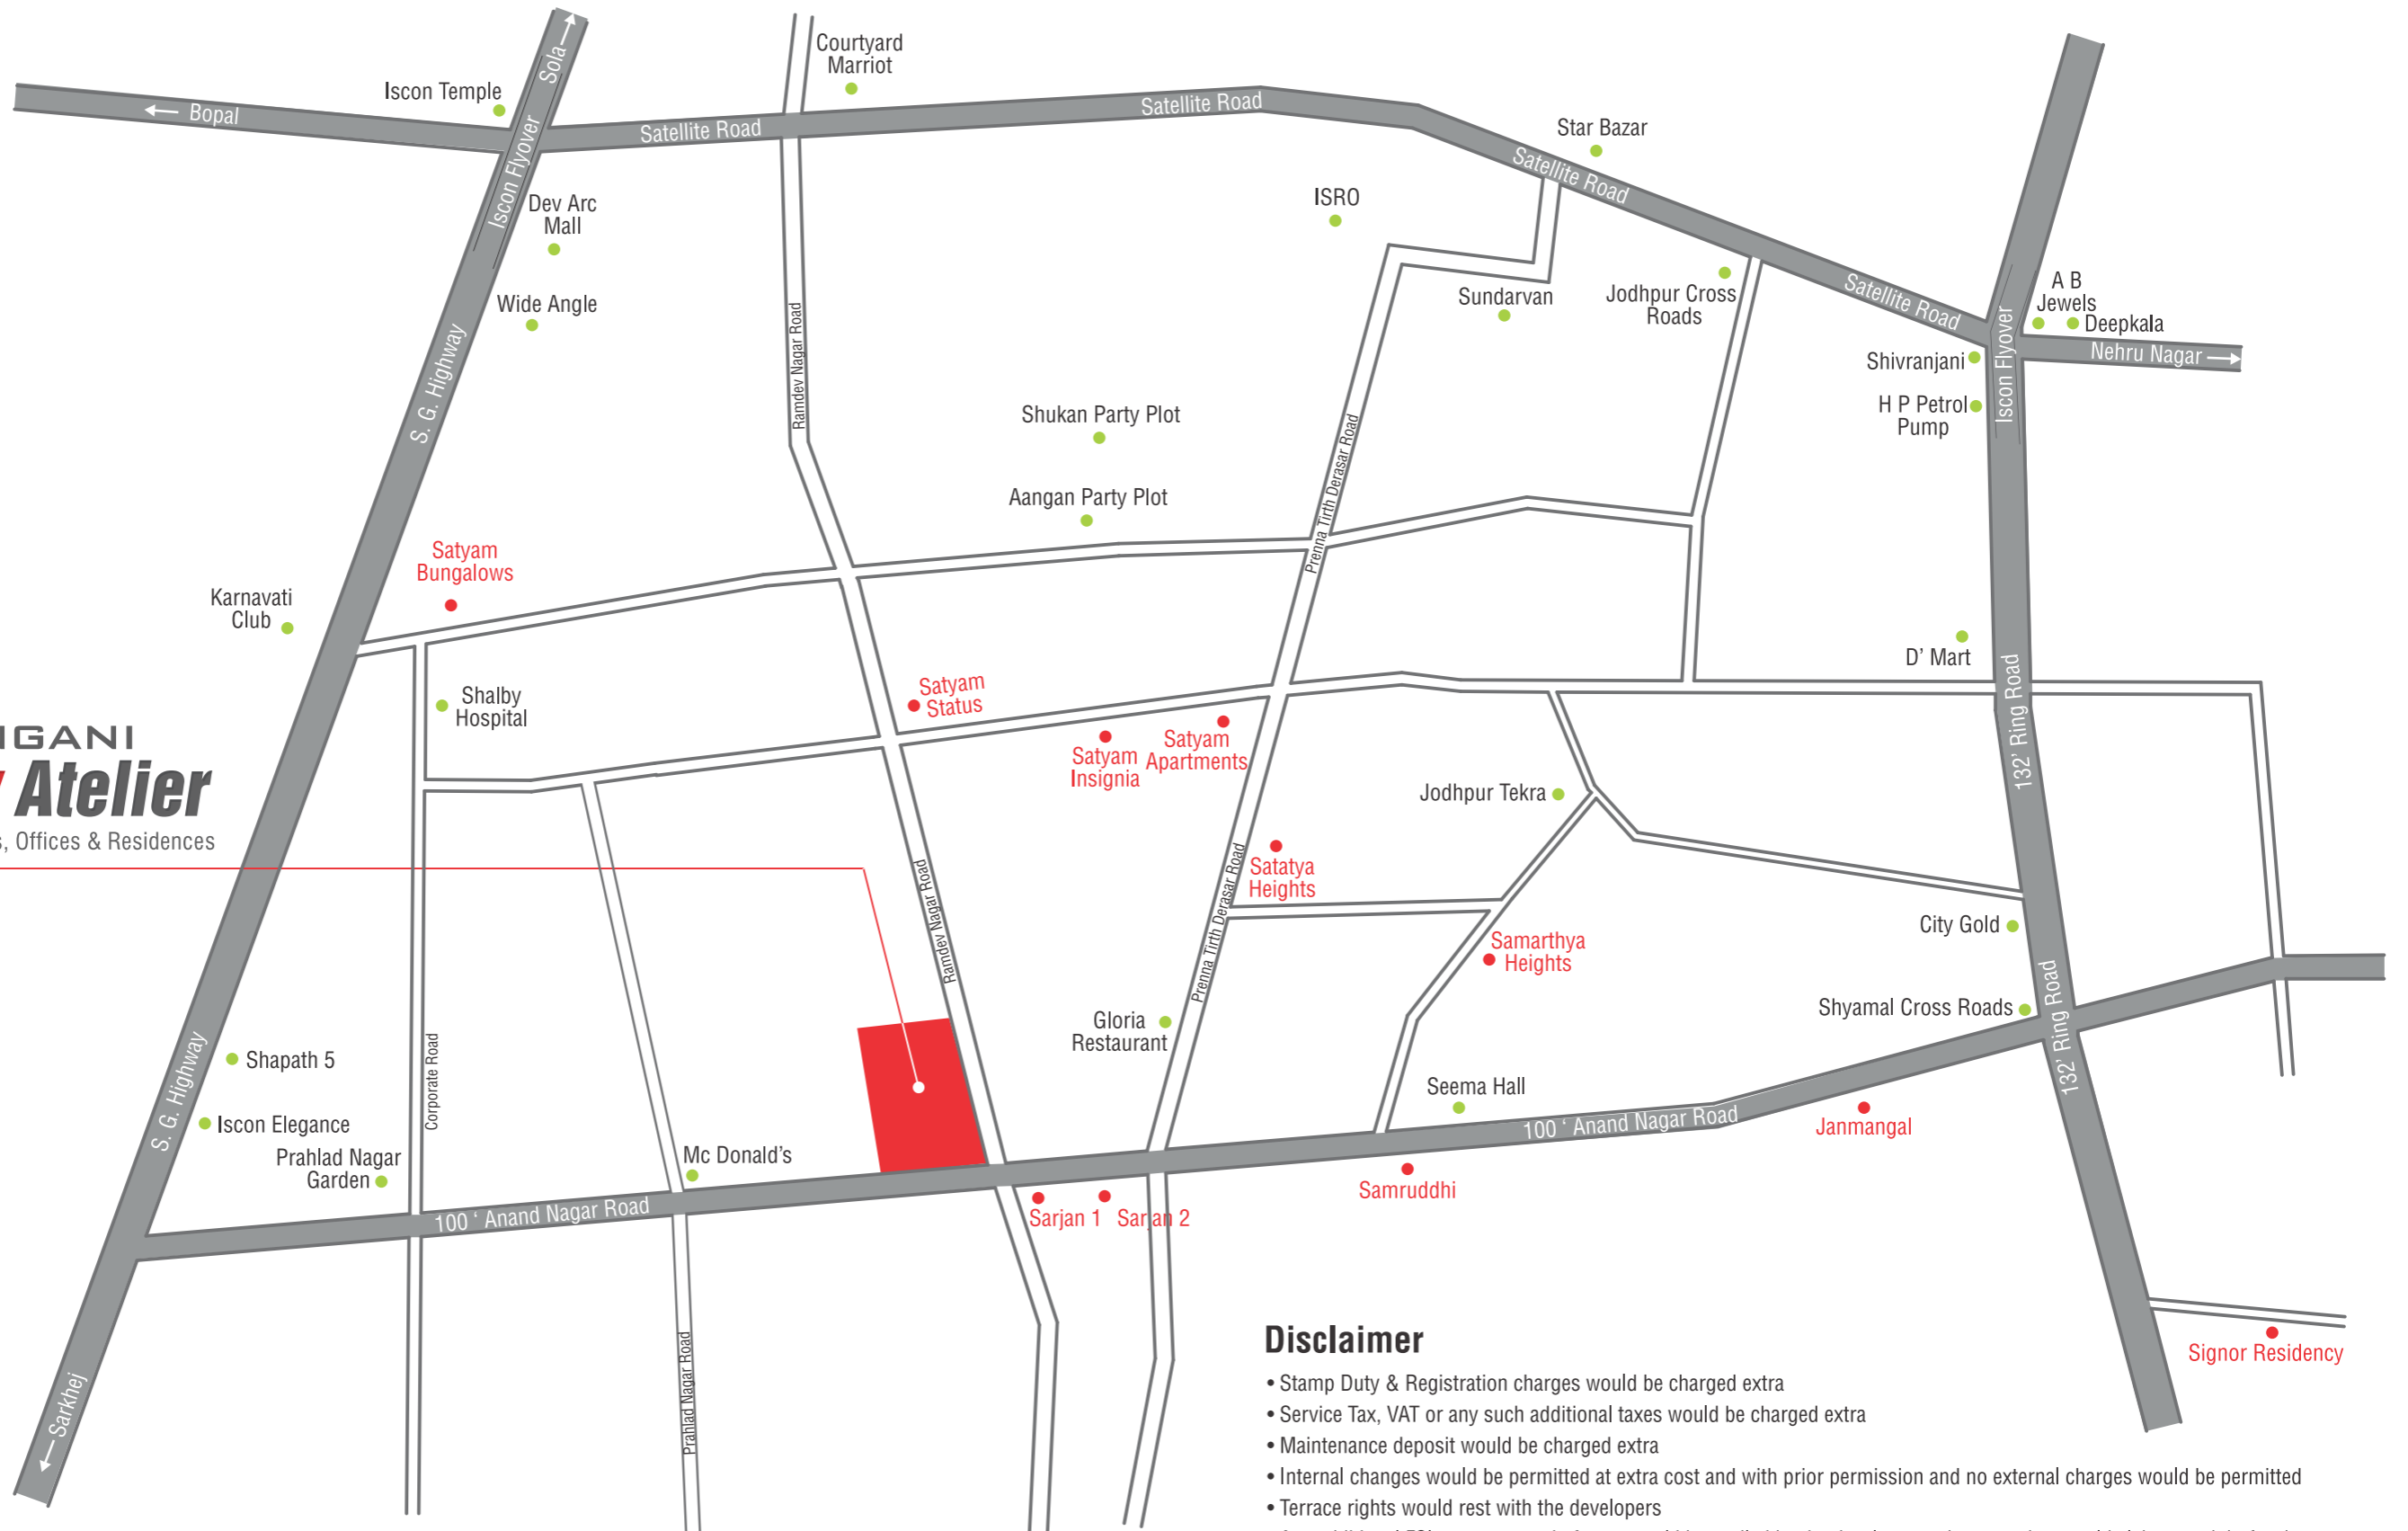 Sola
Courtyard
Marriot
Iscon Temple
Bopal
Satellite Road
Satellite Road
Star Bazar
Satellite Road
Iscon Flyover
Dev Arc
Mall
ISRO
Wide Angle
Sundarvan
Jodhpur Cross
Roads
Satellite Road
A B
Jewels
Deepkala
Nehru Nagar
Shivranjani
Iscon Flyover
H P Petrol
Pump
S. G. Highway
Ramdev Nagar Road
Shukan Party Plot
Prenna Tirth Derasar Road
Aangan Party Plot
Satyam
Bungalows
Karnavati
Club
D' Mart
132' Ring Road
Shalby
Hospital
Satyam
Status
Satyam
Insignia
Satyam
Apartments
IGANI
Atelier
, Offices & Residences
Jodhpur Tekra
Satatya
Heights
Ramdev Nagar Road
Prenna Tirth Derasar Road
City Gold
Samarthya
Heights
132' Ring Road
Shyamal Cross Roads
Gloria
Restaurant
Shapath 5
Corporate Road
S. G. Highway
Iscon Elegance
Seema Hall
100 ' Anand Nagar Road
Janmangal
Prahlad Nagar
Garden
Mc Donald's
Samruddhi
100 ' Anand Nagar Road
Sarjan 1
Sarjan 2
Prahlad Nagar Road
Sarkhej
Signor Residency
Disclaimer
• Stamp Duty & Registration charges would be charged extra
• Service Tax, VAT or any such additional taxes would be charged extra
• Maintenance deposit would be charged extra
• Internal changes would be permitted at extra cost and with prior permission and no external charges would be permitted
• Terrace rights would rest with the developers